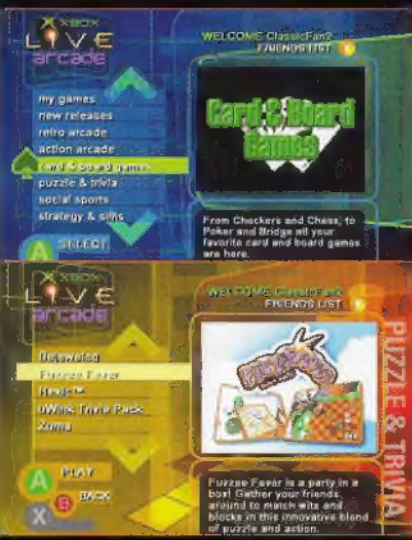 XBOX
LIVE
arcade
WELCOME ClassicFan2
FRIENDS LIST
my games
new releases
retro arcade
action arcade
card & board games
puzzle & trivia
social sports
strategy & sims
A SELECT
Card & Board
Games
From Checkers and Chess, to
Poker and Bridge all your
favorite card and board games
are here.
XBOX
LIVE
arcade
WELCOME ClassicFan2
FRIENDS LIST
Fuzzee Fever
uWink Trivia Pack
Zuma
A PLAY
B BACK
X
PUZZLE & TRIVIA
Fuzzee Fever is a party in a
box! Gather your friends
around to match wits and
blocks in this innovative blend
of puzzle and action.